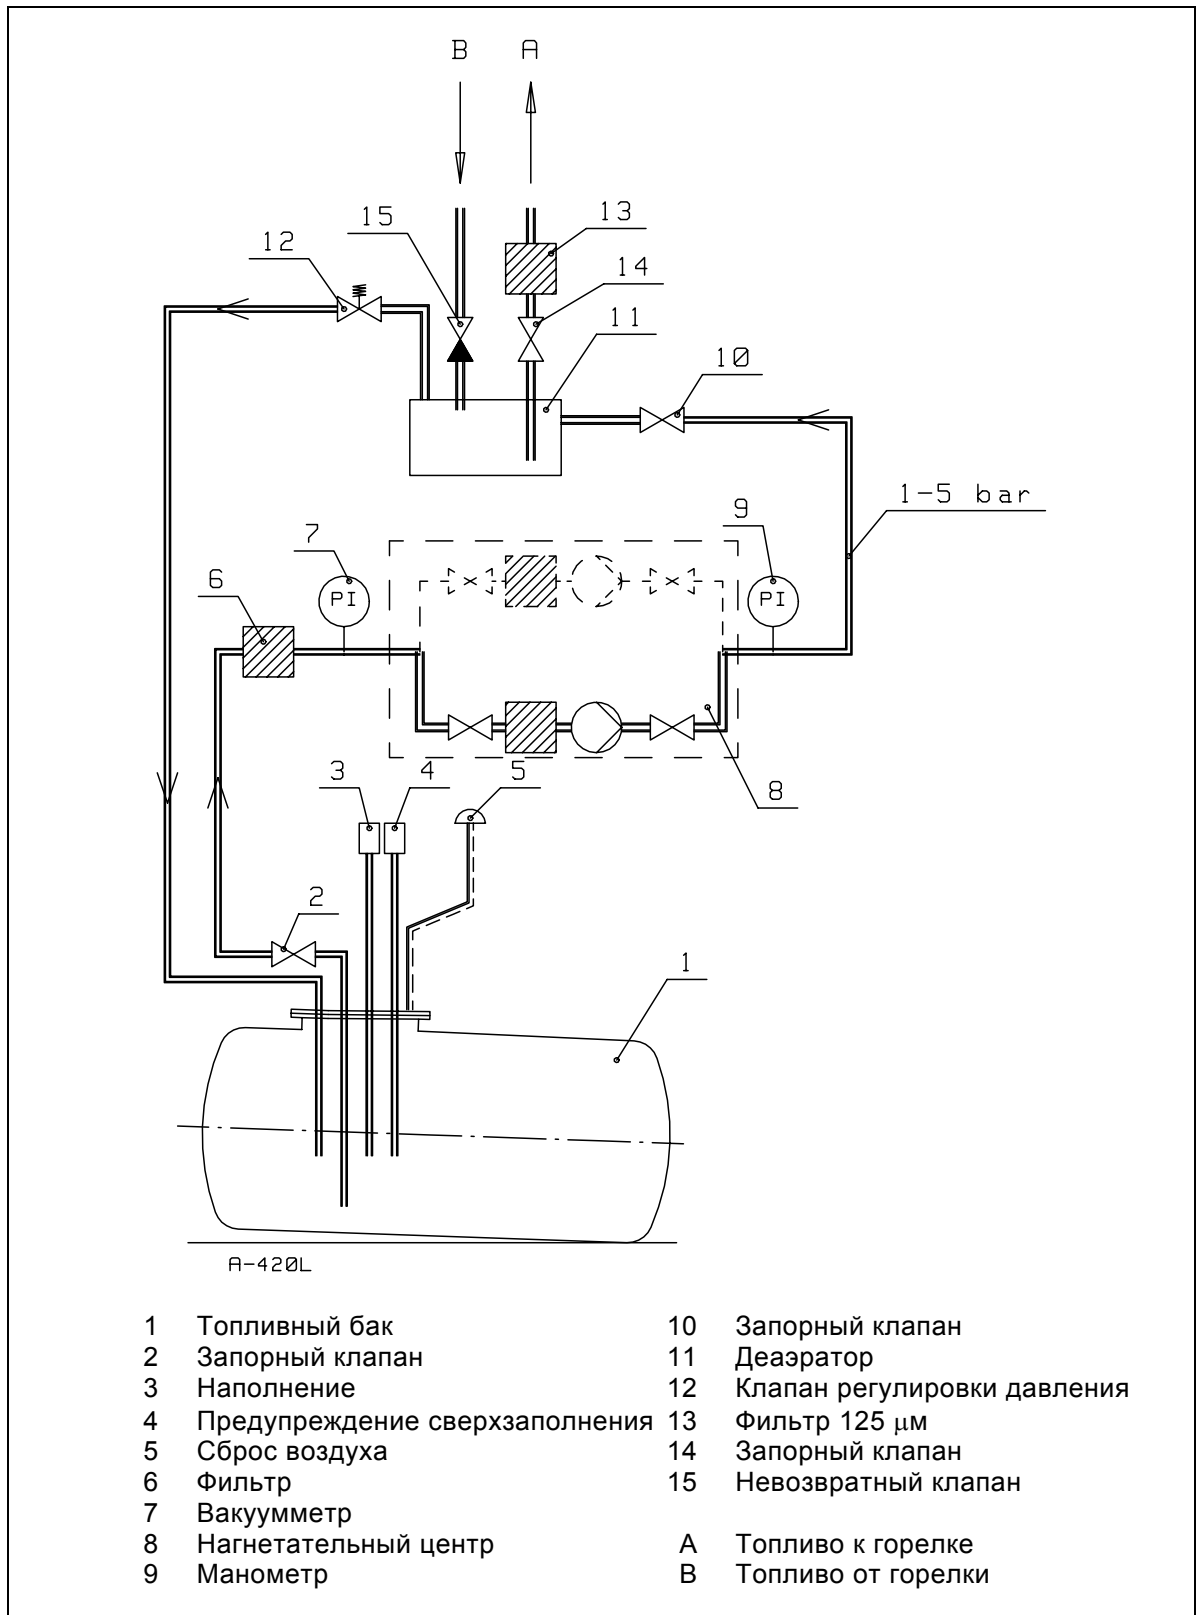 B
A
15
13
12
14
11
10
1-5 bar
9
7
6
PI
PI
3
4
5
8
2
1
A-420L
1 Топливный бак
2 Запорный клапан
3 Наполнение
4 Предупреждение сверхзаполнения
5 Сброс воздуха
6 Фильтр
7 Вакуумметр
8 Нагнетательный центр
9 Манометр
10 Запорный клапан
11 Деаэратор
12 Клапан регулировки давления
13 Фильтр 125 µм
14 Запорный клапан
15 Невозвратный клапан
A Топливо к горелке
B Топливо от горелки